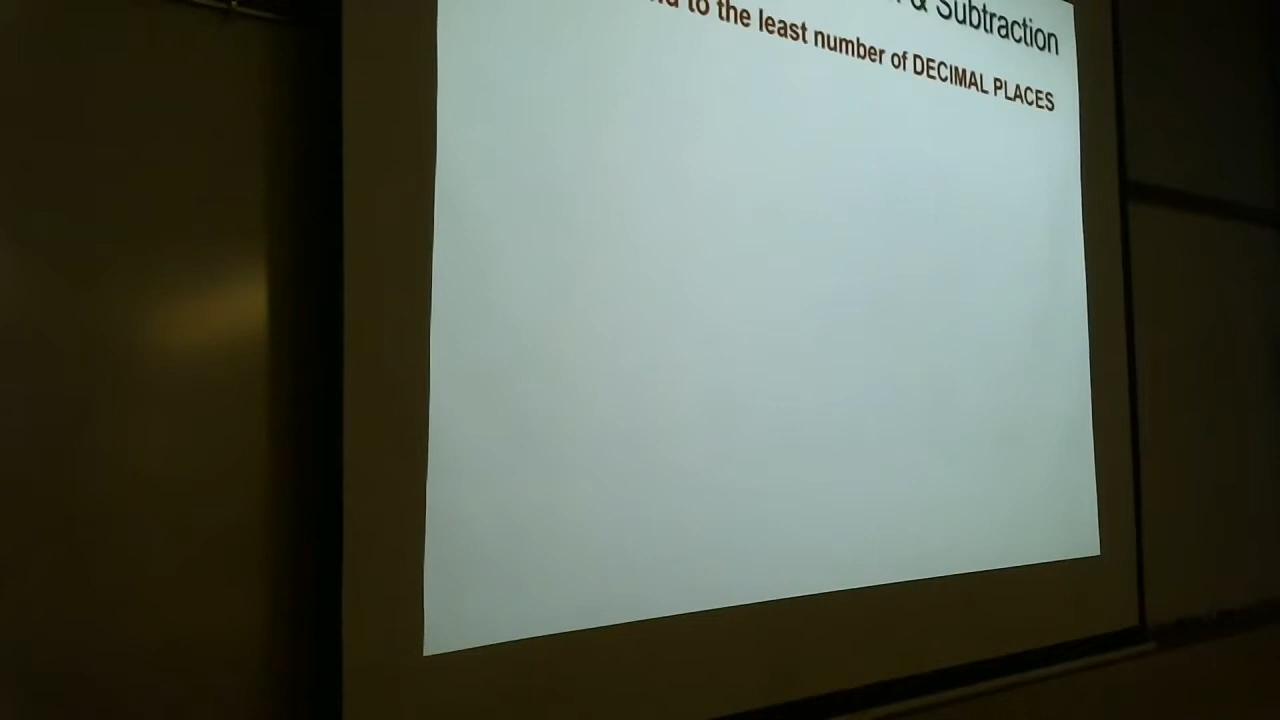 & Subtraction
to the least number of DECIMAL PLACES